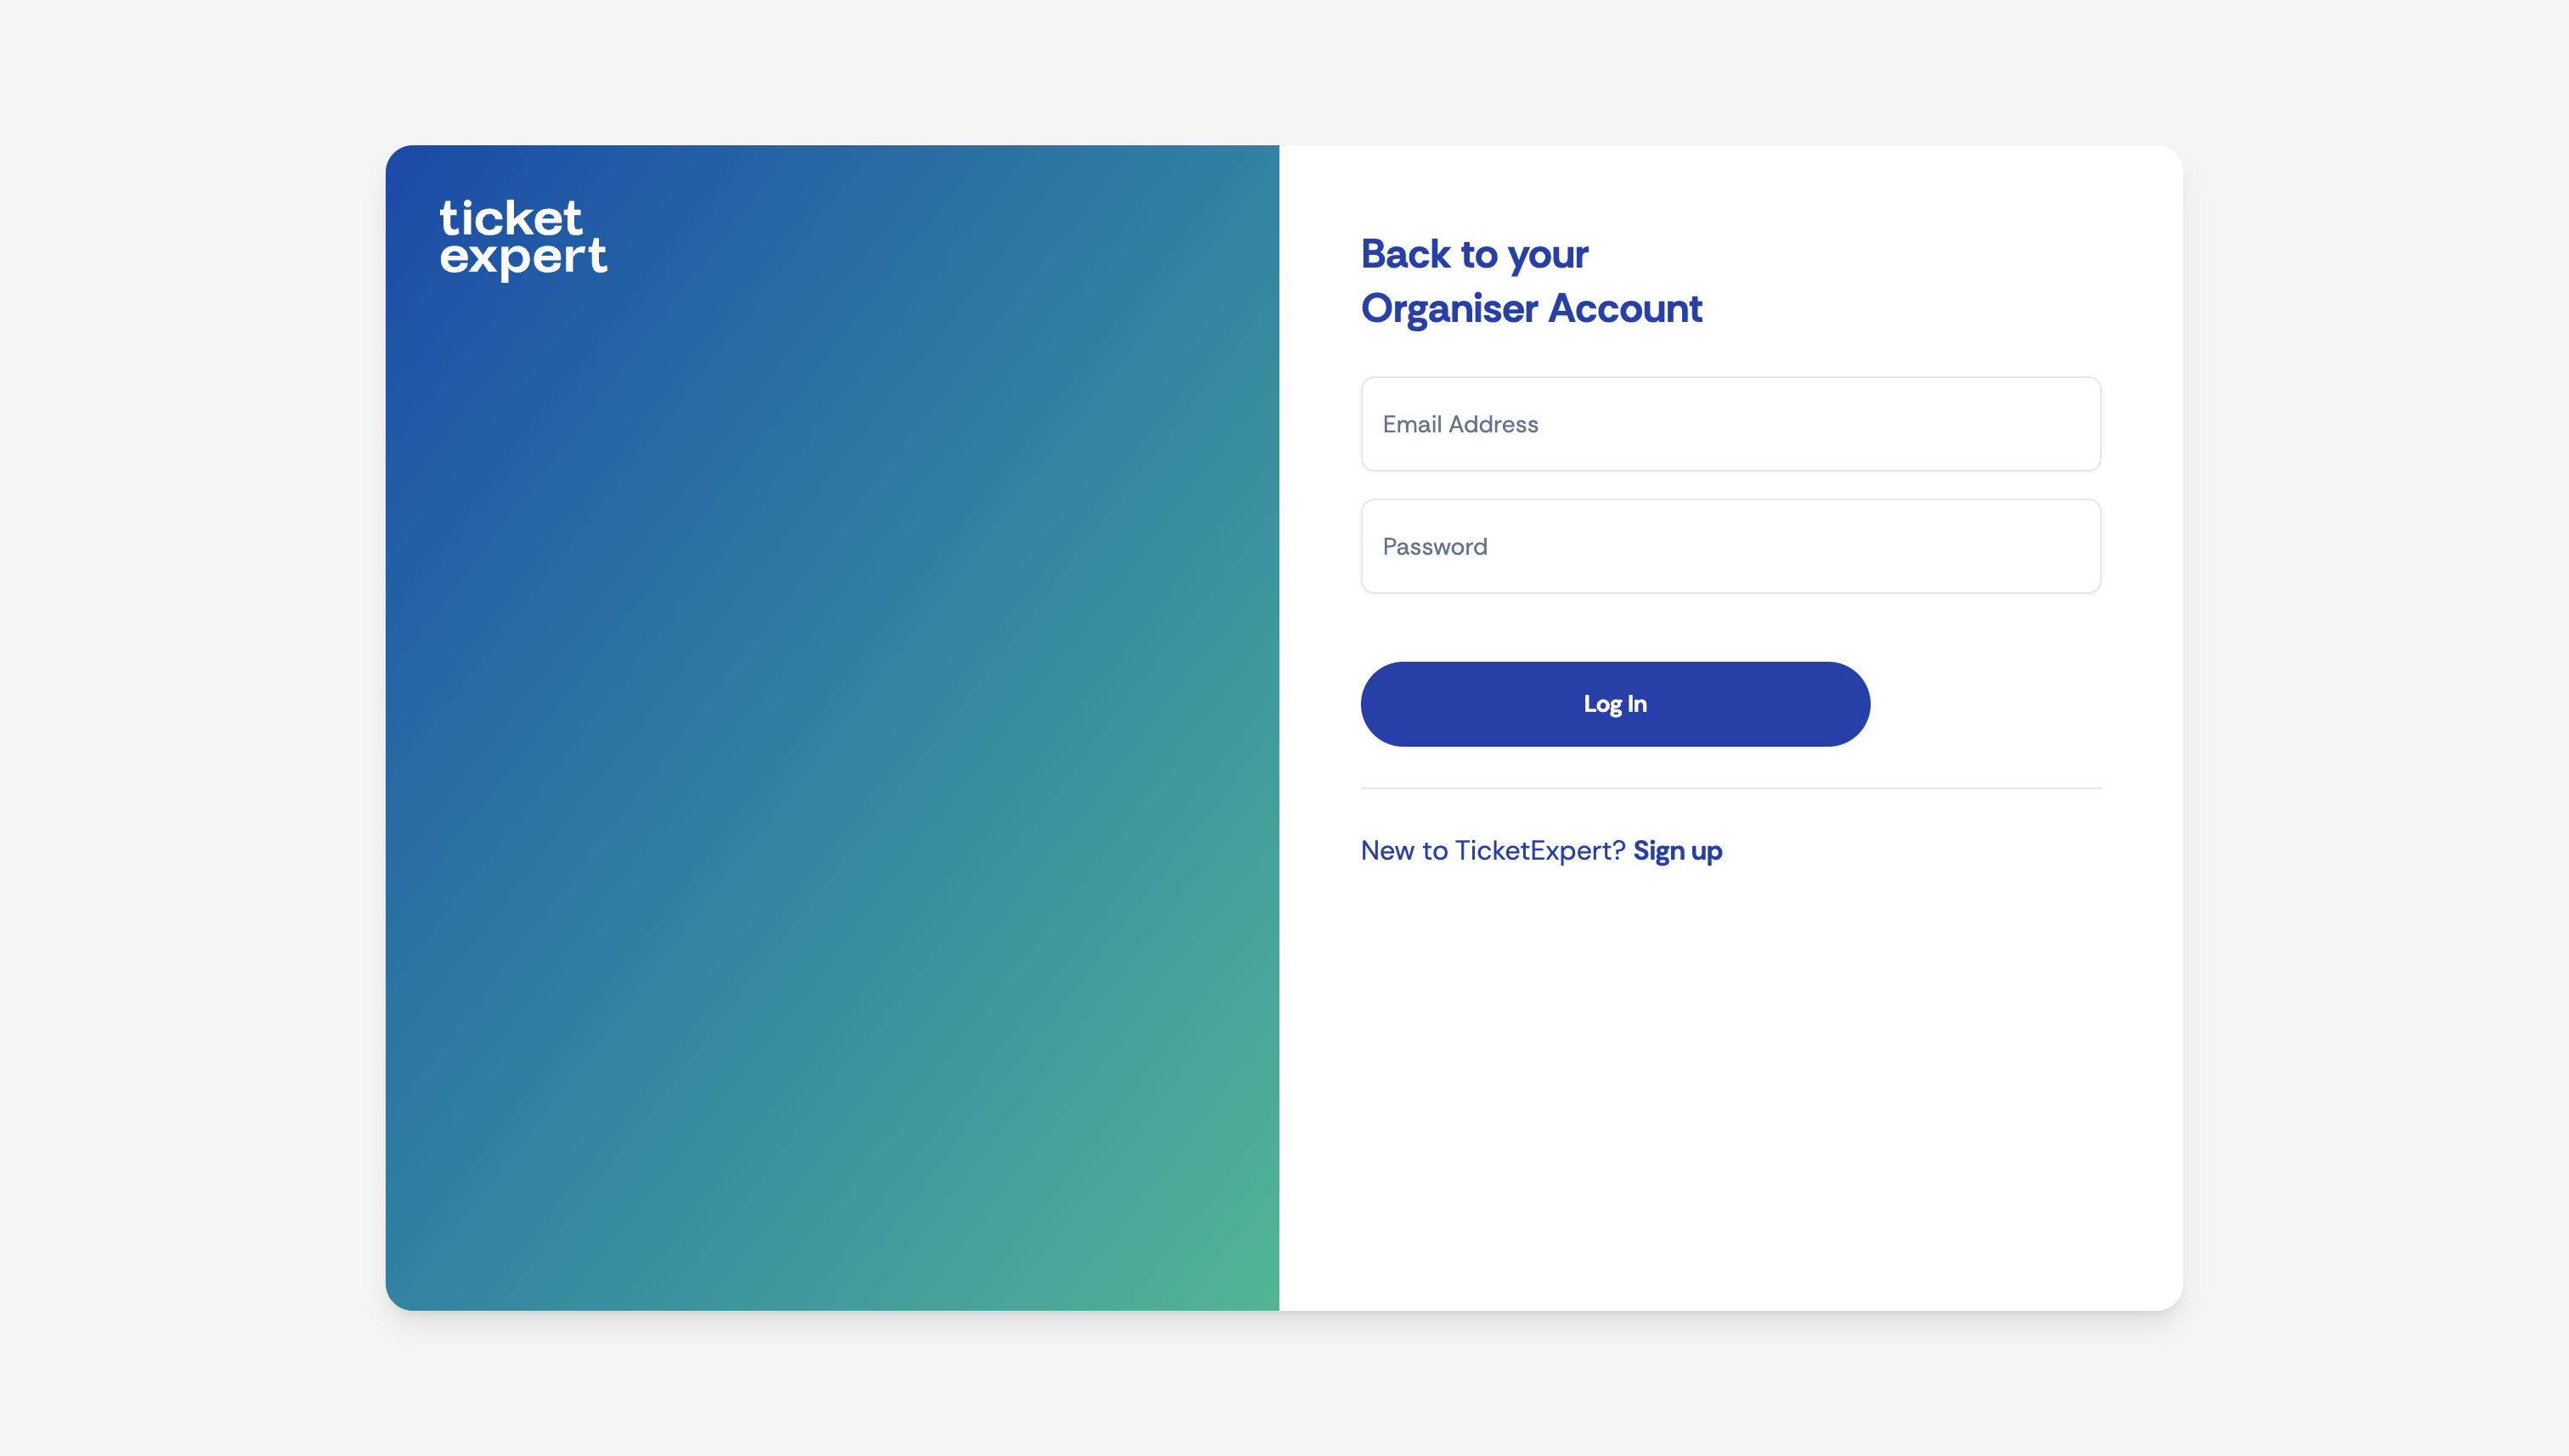 ticket
expert
Back to your
Organiser Account
Email Address
Password
Log In
New to TicketExpert? Sign up